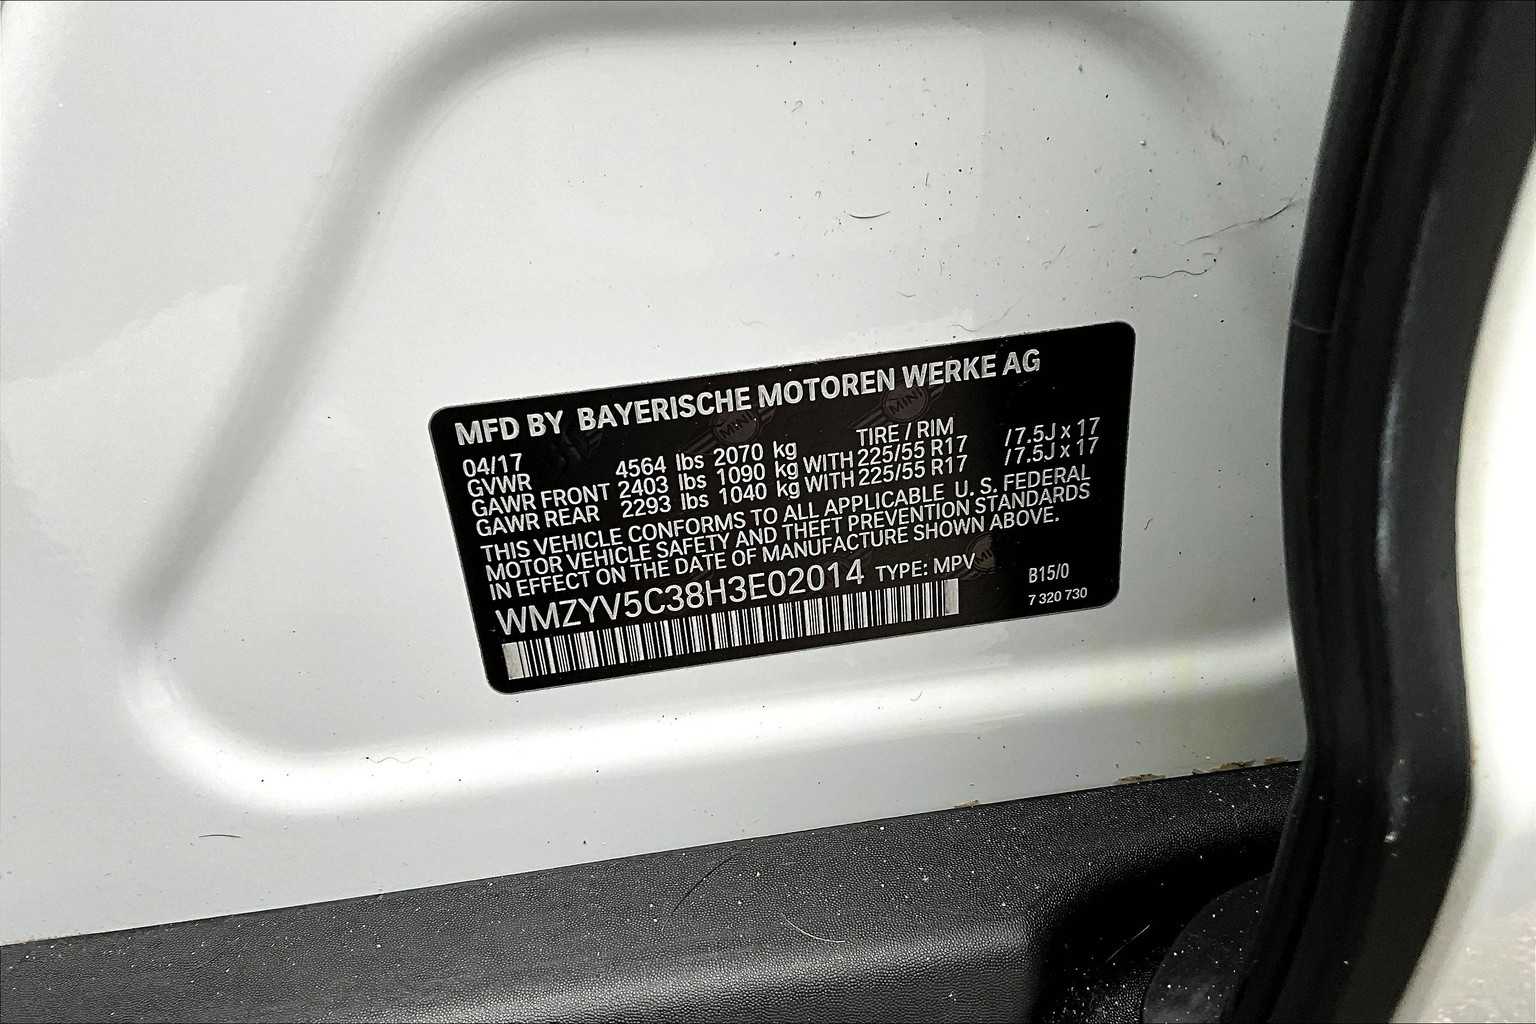 MFD BY BAYERISCHE MOTOREN WERKE AG
04/17 TIRE / RIM
GVWR 4564 lbs 2070 kg
GAWR FRONT 2403 lbs 1090 kg WITH 225/55 R17 /7.5J x 17
GAWR REAR 2293 lbs 1040 kg WITH 225/55 R17 /7.5J x 17
THIS VEHICLE CONFORMS TO ALL APPLICABLE U. S. FEDERAL
MOTOR VEHICLE SAFETY AND THEFT PREVENTION STANDARDS
IN EFFECT ON THE DATE OF MANUFACTURE SHOWN ABOVE.
WMZYV5C38H3E02014 TYPE: MPV B15/0
7 320 730
MINI
MINI
MINI